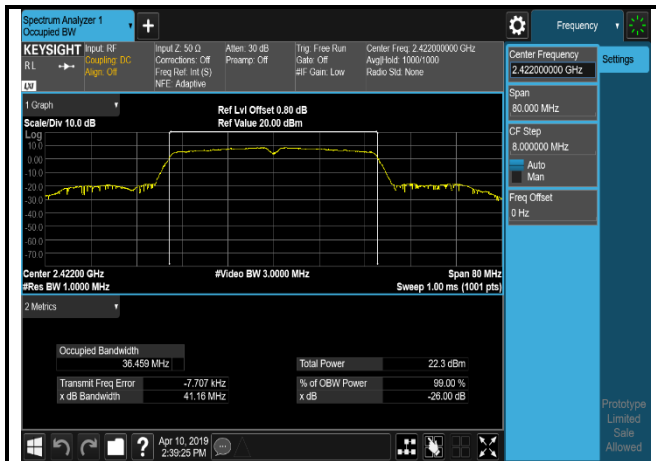 Spectrum Analyzer 1
Occupied BW
Frequency
KEYSIGHT
R L
LXI
Input: RF
Coupling: DC
Align: Off
Input Z: 50 Ω
Corrections: Off
Freq Ref: Int (S)
NFE: Adaptive
Atten: 30 dB
Preamp: Off
Trig: Free Run
Gate: Off
#IF Gain: Low
Center Freq: 2.422000000 GHz
Avg|Hold: 1000/1000
Radio Std: None
Center Frequency
2.422000000 GHz
Settings
Span
80.000 MHz
CF Step
8.000000 MHz
Auto
Man
Freq Offset
0 Hz
1 Graph
Scale/Div 10.0 dB
Ref Lvl Offset 0.80 dB
Ref Value 20.00 dBm
Log
10.0
0.00
-10.0
-20.0
-30.0
-40.0
-50.0
-60.0
-70.0
Center 2.42200 GHz
#Video BW 3.0000 MHz
Span 80 MHz
#Res BW 1.0000 MHz
Sweep 1.00 ms (1001 pts)
2 Metrics
Occupied Bandwidth
36.459 MHz
Total Power 22.3 dBm
Transmit Freq Error -7.707 kHz
% of OBW Power 99.00 %
x dB Bandwidth 41.16 MHz
x dB -26.00 dB
Prototype
Limited
Sale
Allowed
?
Apr 10, 2019
2:39:25 PM